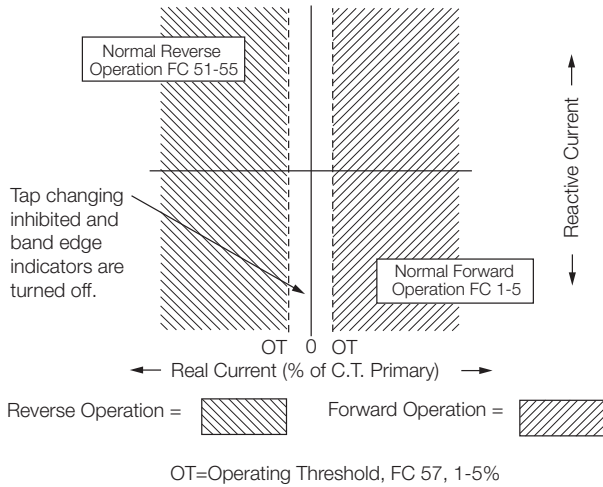 Normal Reverse
Operation FC 51-55
Reactive Current
Tap changing
inhibited and
band edge
indicators are
turned off.
Normal Forward
Operation FC 1-5
OT 0 OT
Real Current (% of C.T. Primary)
Reverse Operation =
Forward Operation =
OT=Operating Threshold, FC 57, 1-5%